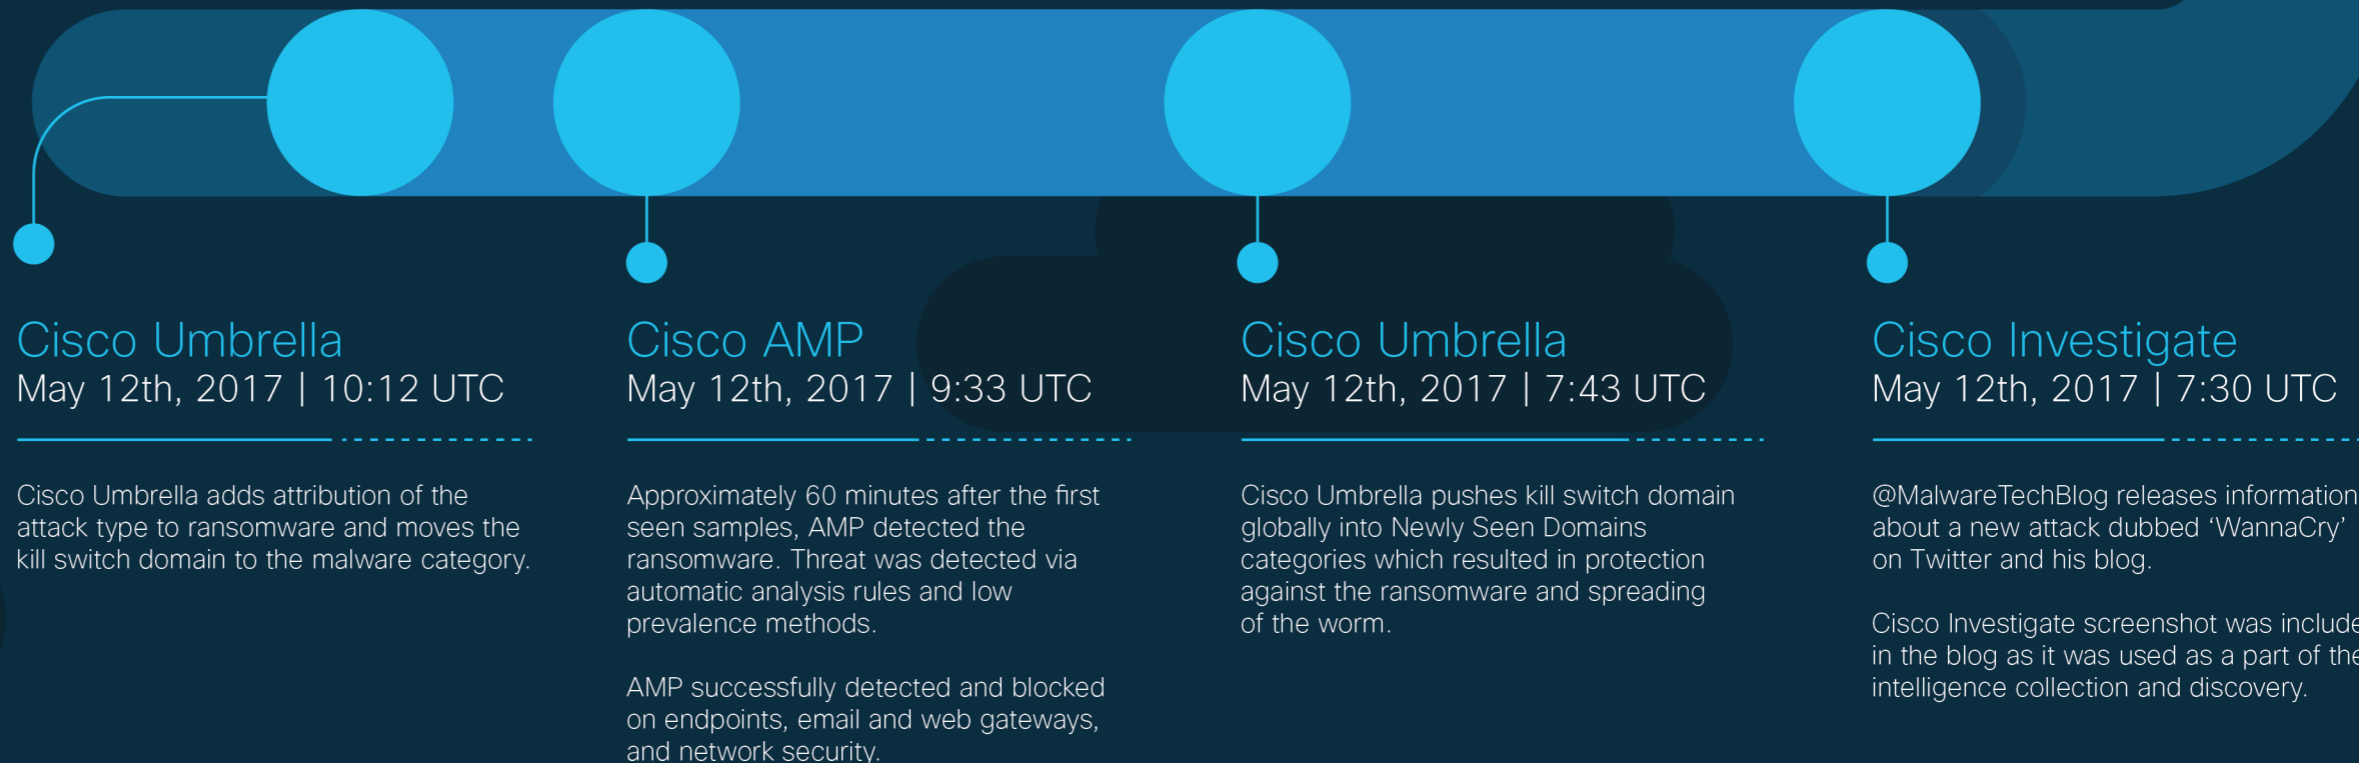 Cisco Umbrella
May 12th, 2017 | 10:12 UTC
Cisco Umbrella adds attribution of the
attack type to ransomware and moves the
kill switch domain to the malware category.
Cisco AMP
May 12th, 2017 | 9:33 UTC
Approximately 60 minutes after the first
seen samples, AMP detected the
ransomware. Threat was detected via
automatic analysis rules and low
prevalence methods.
AMP successfully detected and blocked
on endpoints, email and web gateways,
and network security.
Cisco Umbrella
May 12th, 2017 | 7:43 UTC
Cisco Umbrella pushes kill switch domain
globally into Newly Seen Domains
categories which resulted in protection
against the ransomware and spreading
of the worm.
Cisco Investigate
May 12th, 2017 | 7:30 UTC
@MalwareTechBlog releases information
about a new attack dubbed ‘WannaCry’
on Twitter and his blog.
Cisco Investigate screenshot was include
in the blog as it was used as a part of the
intelligence collection and discovery.